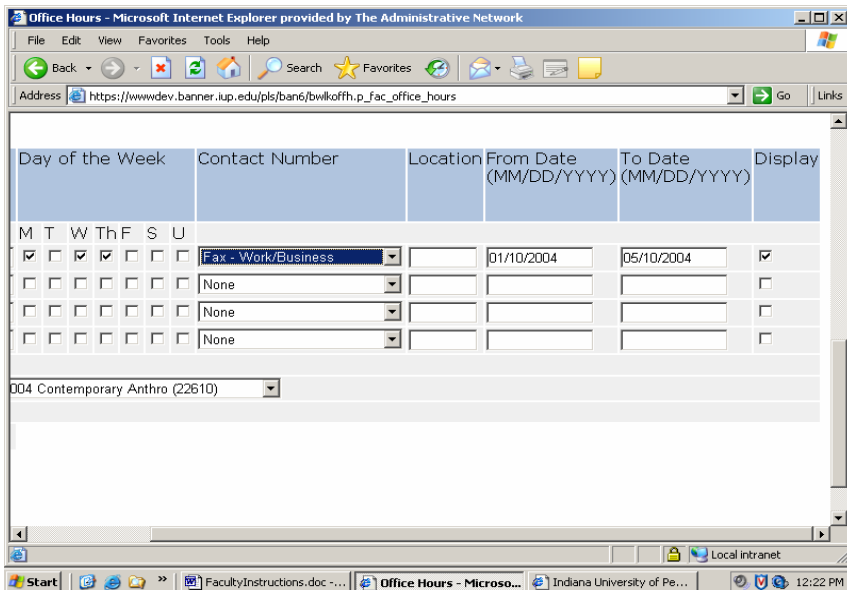 Office Hours - Microsoft Internet Explorer provided by The Administrative Network
File Edit View Favorites Tools Help
Back Search Favorites
Address https://wwwdev.banner.iup.edu/pls/ban6/bwlkoffh.p_fac_office_hours Go Links
Day of the Week Contact Number Location From Date (MM/DD/YYYY) To Date (MM/DD/YYYY) Display
M T W Th F S U
Fax - Work/Business 01/10/2004 05/10/2004
None
None
None
004 Contemporary Anthro (22610)
Local intranet
Start » FacultyInstructions.doc -... Office Hours - Microso... Indiana University of Pe... 12:22 PM